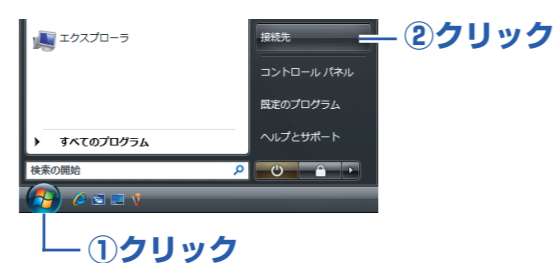 エクスプローラ
すべてのプログラム
検索の開始
接続先
コントロール パネル
既定のプログラム
ヘルプとサポート
②クリック
①クリック